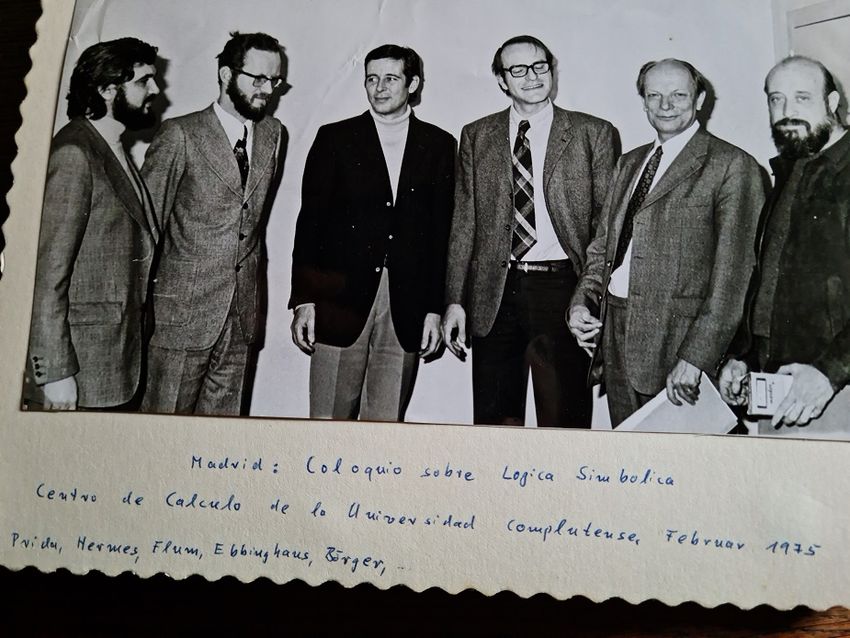 Madrid: Coloquio sobre Logica Simbolica
Centro de Calculo de la Universidad Complutense, Februar 1975
Prida, Hermes, Flum, Ebbinghaus, Börger, ..